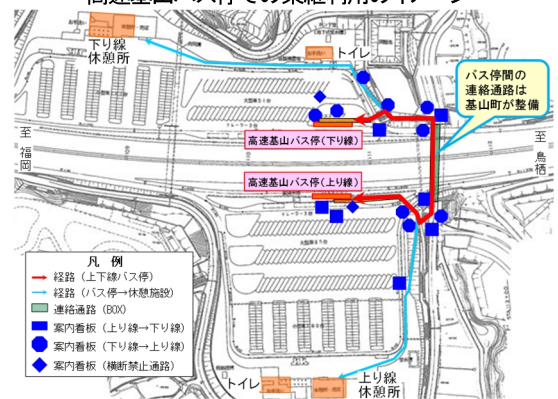 高速基山バス停での乗継利用のイメージ
下り線
休憩所
トイレ
バス停間の
連絡通路は
基山町が整備
至
福岡
至
鳥栖
高速基山バス停(下り線)
高速基山バス停(上り線)
凡 例
経路(上下線バス停)
経路(バス停→休憩施設)
連絡通路(BOX)
案内看板(上り線→下り線)
案内看板(下り線→上り線)
案内看板(横断禁止通路)
トイレ
上り線
休憩所